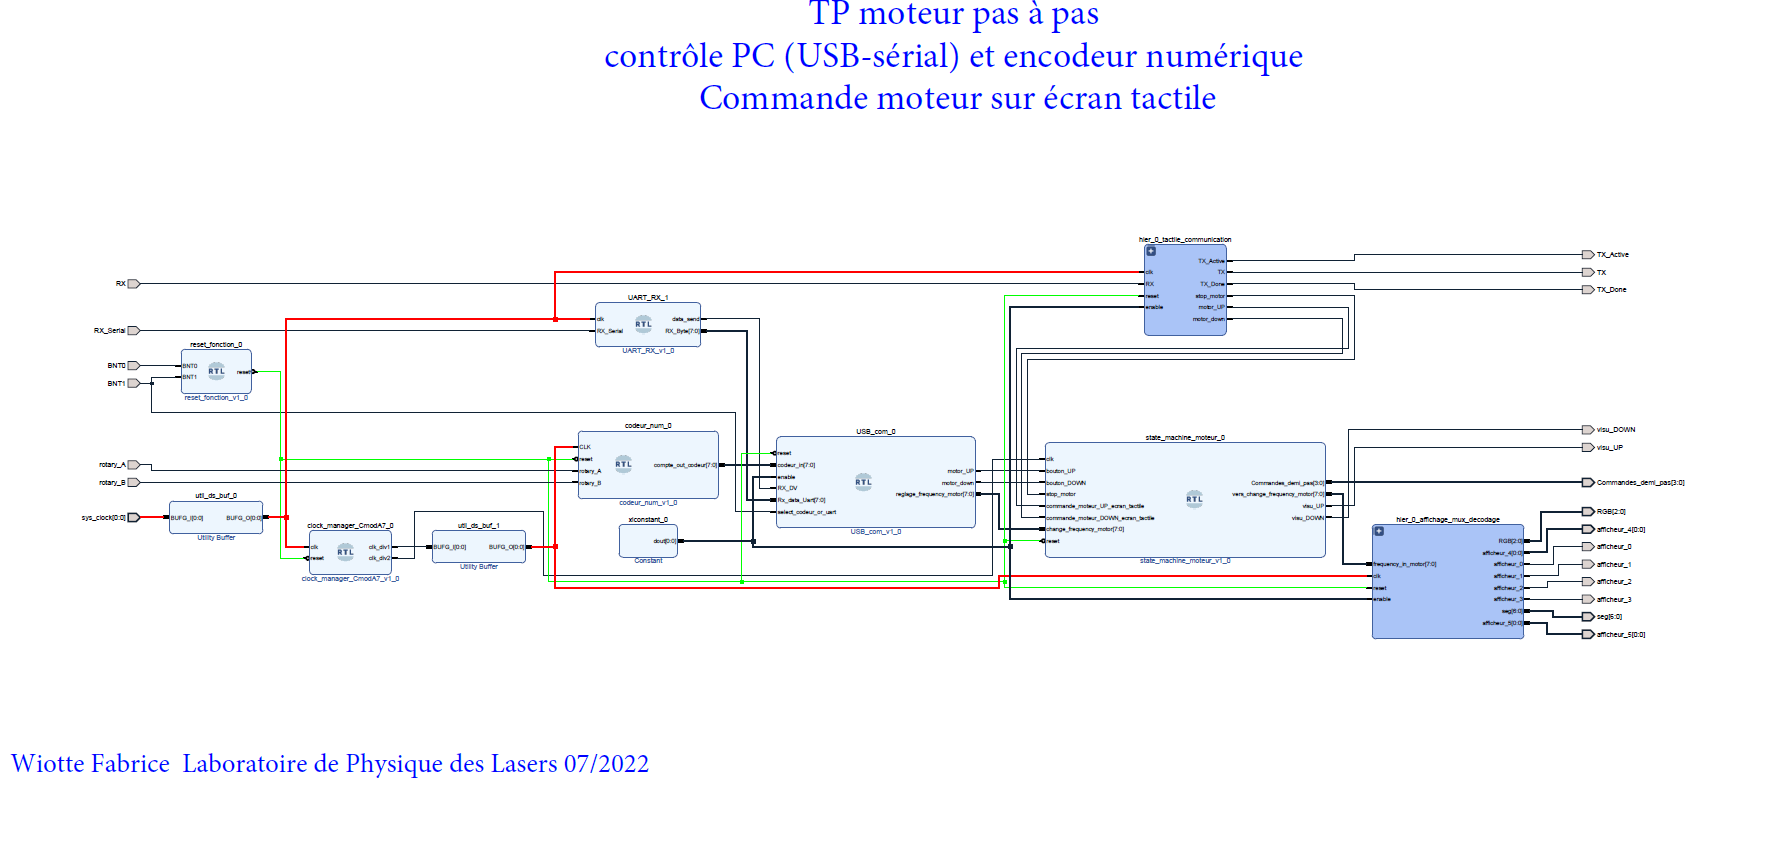 TP moteur pas à pas
contrôle PC (USB-sérial) et encodeur numérique
Commande moteur sur écran tactile
hier_0_tactile_communication
clk
RX
reset
enable
TX_Active
TX
TX_Done
stop_motor
motor_UP
motor_down
TX_Active
TX
TX_Done
RX
RX_Serial
BNT0
BNT1
UART_RX_1
clk
RX_Serial
RTL
data_send
RX_Byte[7:0]
UART_RX_v1_0
reset_fonction_0
BNT0
BNT1
RTL
reset
reset_fonction_v1_0
rotary_A
rotary_B
sys_clock[0:0]
codeur_num_0
CLK
reset
rotary_A
rotary_B
RTL
compte_out_codeur[7:0]
codeur_num_v1_0
USB_com_0
reset
codeur_in[7:0]
enable
RX_DV
Rx_data_Uart[7:0]
select_codeur_or_uart
RTL
motor_UP
motor_down
reglage_frequency_motor[7:0]
USB_com_v1_0
state_machine_moteur_0
clk
bouton_UP
bouton_DOWN
stop_motor
commande_moteur_UP_ecran_tactile
commande_moteur_DOWN_ecran_tactile
change_frequency_motor[7:0]
reset
RTL
Commandes_demi_pas[3:0]
vers_change_frequency_motor[7:0]
visu_UP
visu_DOWN
state_machine_moteur_v1_0
visu_DOWN
visu_UP
Commandes_demi_pas[3:0]
util_ds_buf_0
BUFG_I[0:0]
BUFG_O[0:0]
Utility Buffer
clock_manager_CmodA7_0
clk
reset
RTL
clk_div1
clk_div2
clock_manager_CmodA7_v1_0
util_ds_buf_1
BUFG_I[0:0]
BUFG_O[0:0]
Utility Buffer
xlconstant_0
dout[0:0]
Constant
hier_0_affichage_mux_decodage
frequency_in_motor[7:0]
clk
reset
enable
RGB[2:0]
afficheur_4[0:0]
afficheur_0
afficheur_1
afficheur_2
afficheur_3
seg[6:0]
afficheur_5[0:0]
RGB[2:0]
afficheur_4[0:0]
afficheur_0
afficheur_1
afficheur_2
afficheur_3
seg[6:0]
afficheur_5[0:0]
Wiotte Fabrice Laboratoire de Physique des Lasers 07/2022